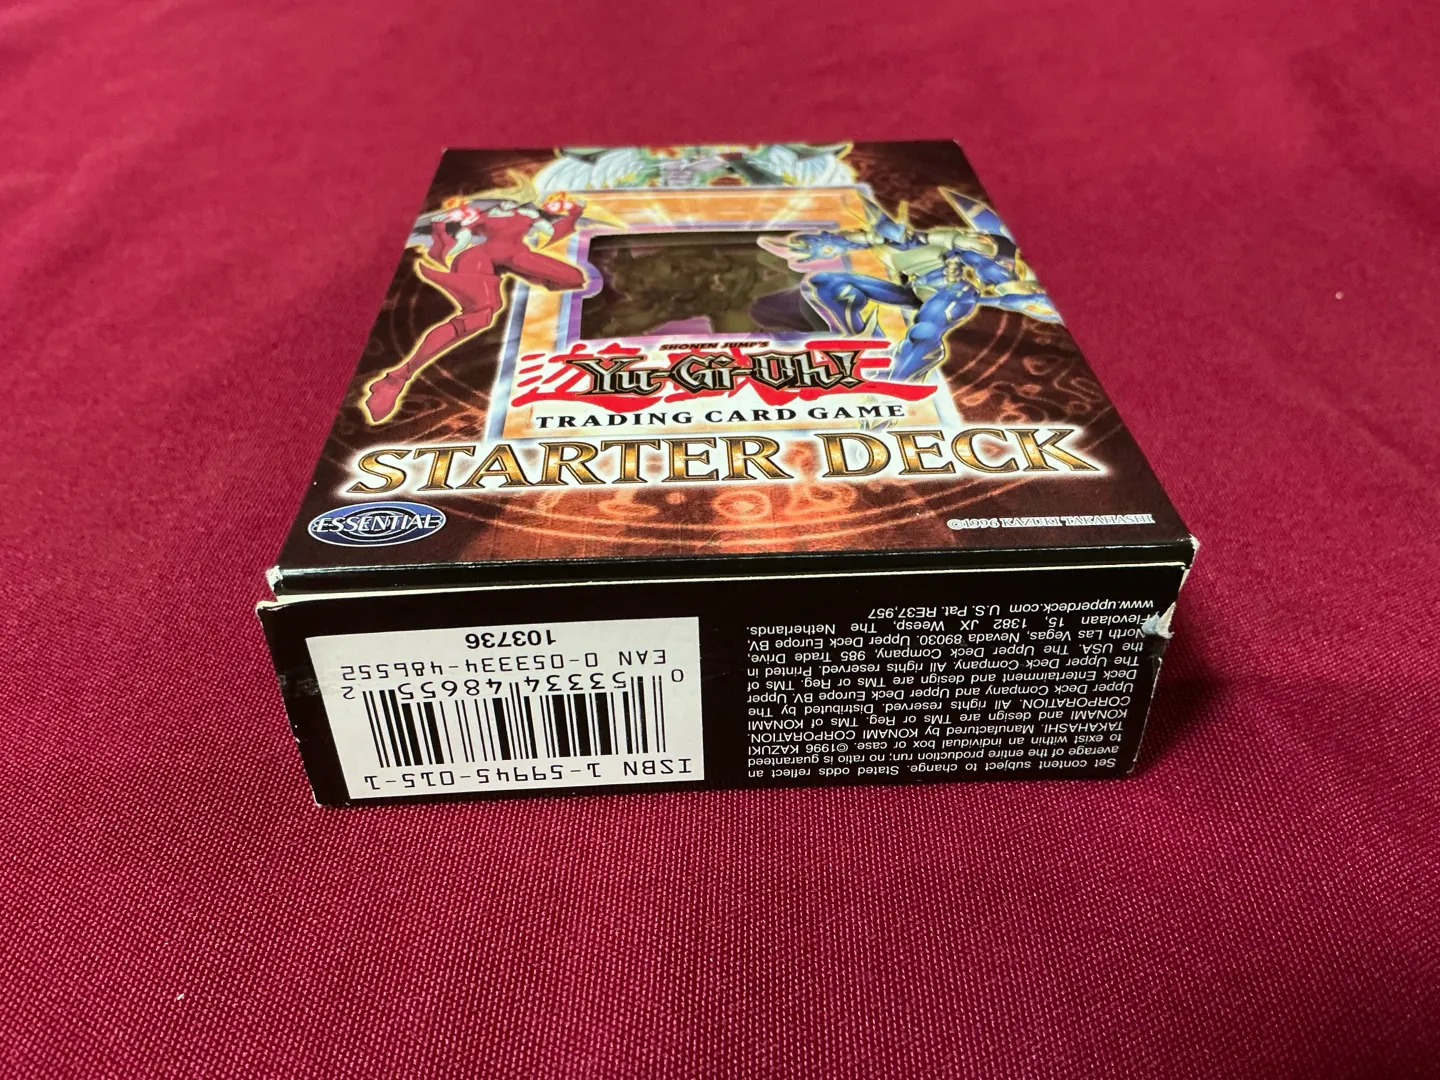 SHONEN JUMP'S
遊戯王
Yu-Gi-Oh!
™
TRADING CARD GAME
STARTER DECK
ESSENTIAL
©1996 KAZUKI TAKAHASHI
ISBN 1-59945-015-1
0 53334 48655 2
EAN 0-053334-486552
103736
Set content subject to change. Stated odds reflect an
average of the entire production run; no ratio is guaranteed
to exist within an individual box or case. ©1996 KAZUKI
TAKAHASHI. Manufactured by KONAMI CORPORATION.
KONAMI and design are TMs or Reg. TMs of KONAMI
CORPORATION. All rights reserved. Distributed by The
Upper Deck Company and Upper Deck Europe BV. Upper
Deck Entertainment and design are TMs or Reg. TMs of
The Upper Deck Company. All rights reserved. Printed in
the USA. The Upper Deck Company, 985 Trade Drive,
North Las Vegas, Nevada 89030. Upper Deck Europe BV,
Flevolaan 15, 1382 JX Weesp, The Netherlands.
www.upperdeck.com U.S. Pat. RE37,957